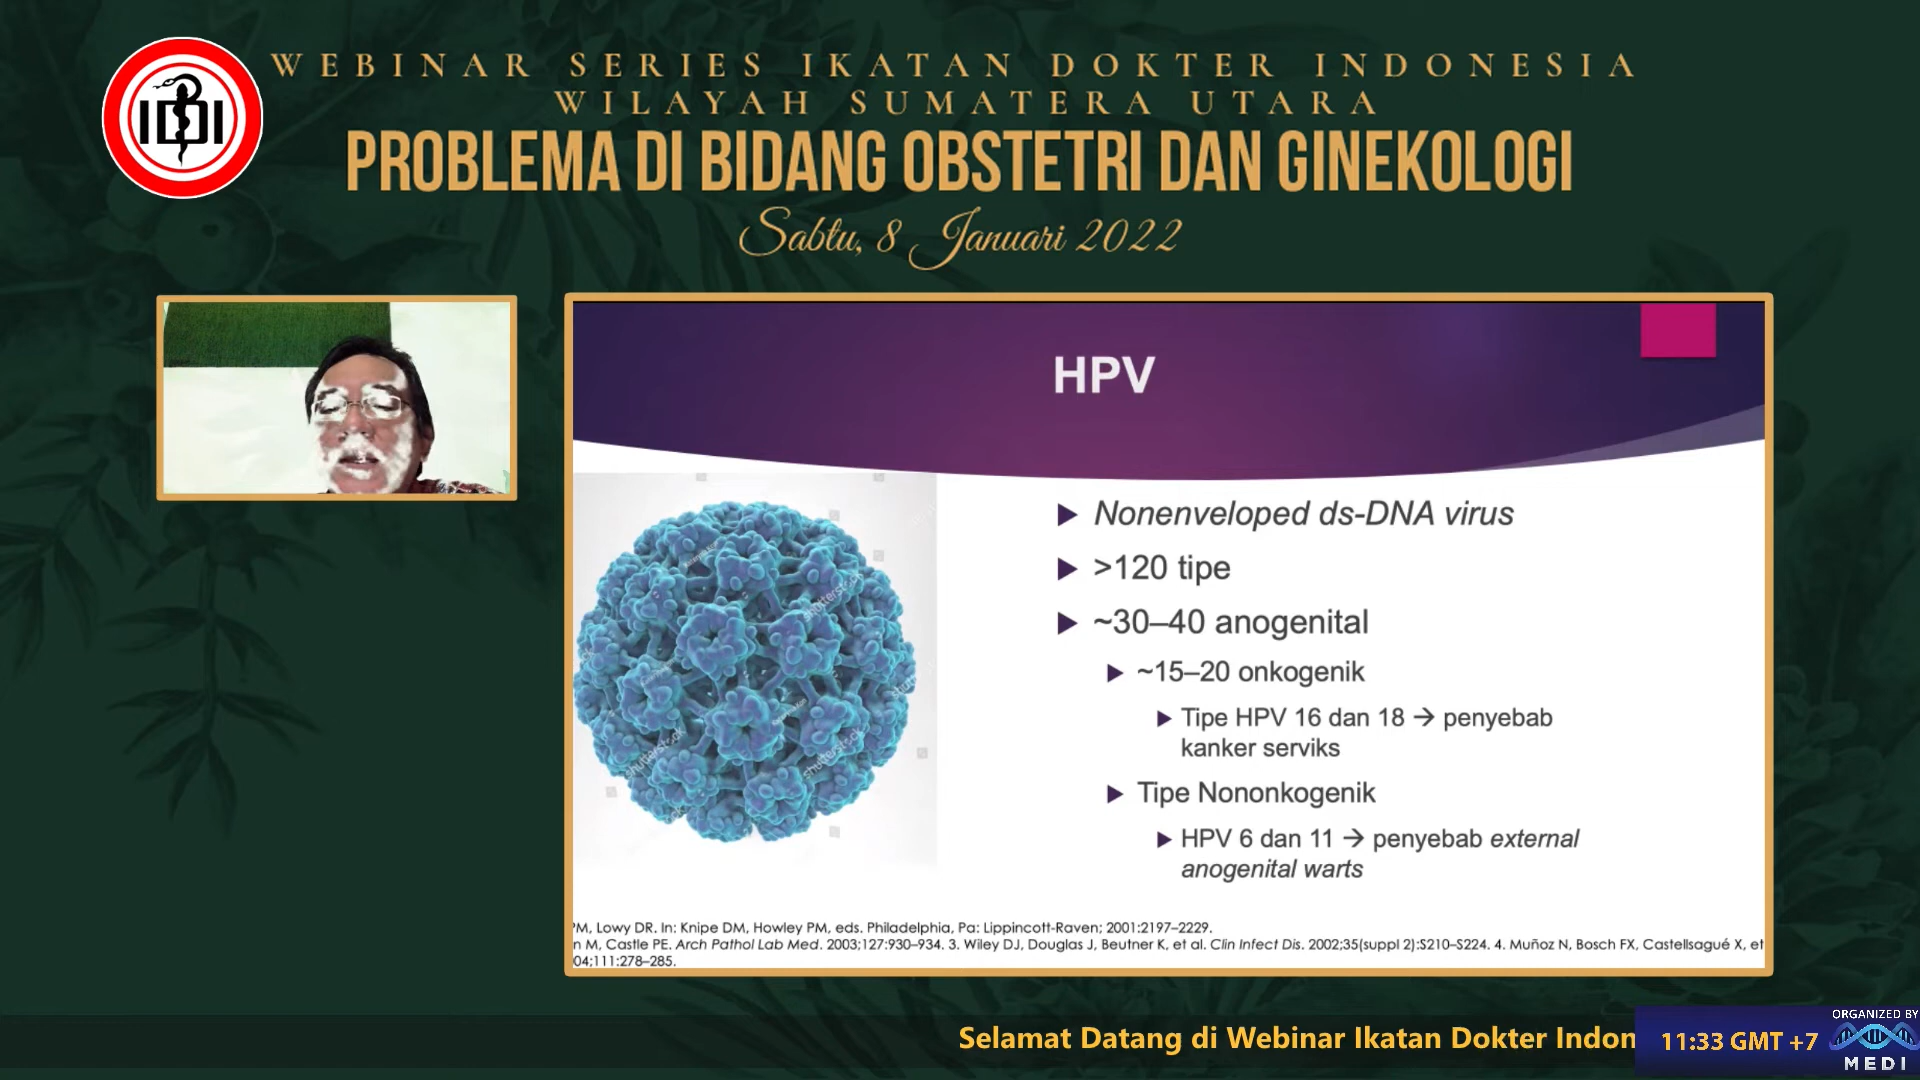 WEBINAR SERIES IKATAN DOKTER INDONESIA
WILAYAH SUMATERA UTARA
IDI
PROBLEMA DI BIDANG OBSTETRI DAN GINEKOLOGI
Sabtu, 8 Januari 2022
HPV
Nonenveloped ds-DNA virus
>120 tipe
~30–40 anogenital
~15–20 onkogenik
Tipe HPV 16 dan 18 → penyebab
kanker serviks
Tipe Nononkogenik
HPV 6 dan 11 → penyebab external
anogenital warts
shutterstock
shutterstock
shutterstock
PM, Lowy DR. In: Knipe DM, Howley PM, eds. Philadelphia, Pa: Lippincott-Raven; 2001:2197–2229.
n M, Castle PE. Arch Pathol Lab Med. 2003;127:930–934. 3. Wiley DJ, Douglas J, Beutner K, et al. Clin Infect Dis. 2002;35(suppl 2):S210–S224. 4. Muñoz N, Bosch FX, Castellsagué X, et
04;111:278–285.
Selamat Datang di Webinar Ikatan Dokter Indon
11:33 GMT +7
ORGANIZED BY
MEDI